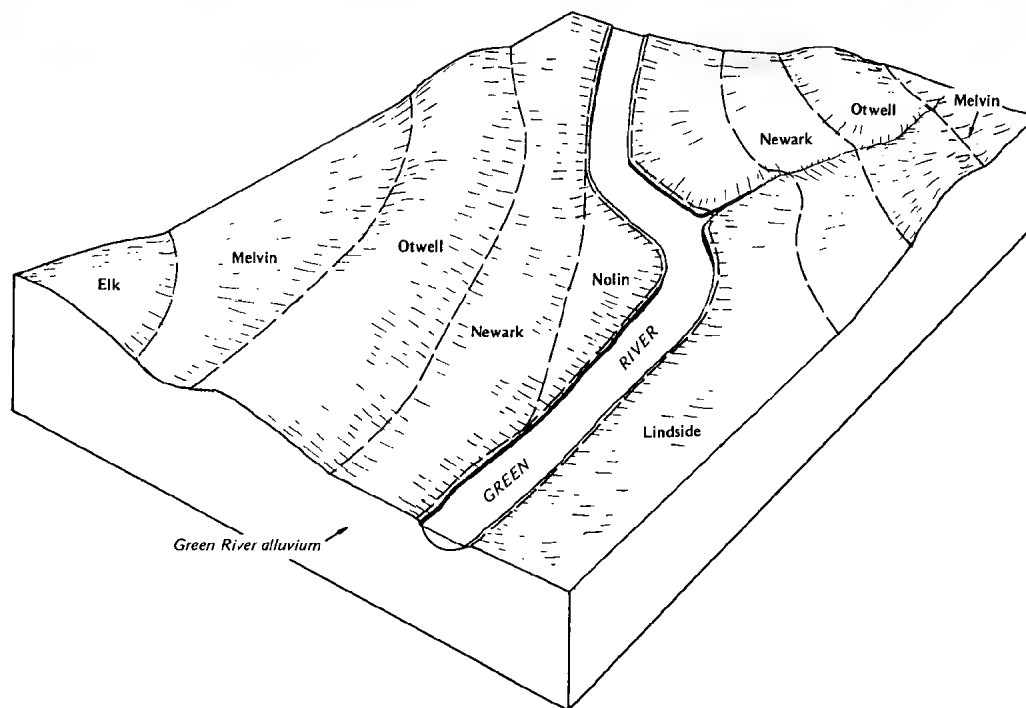 Otwell
Melvin
Newark
Melvin
Otwell
Elk
Nolin
Newark
RIVER
Lindside
GREEN
Green River alluvium